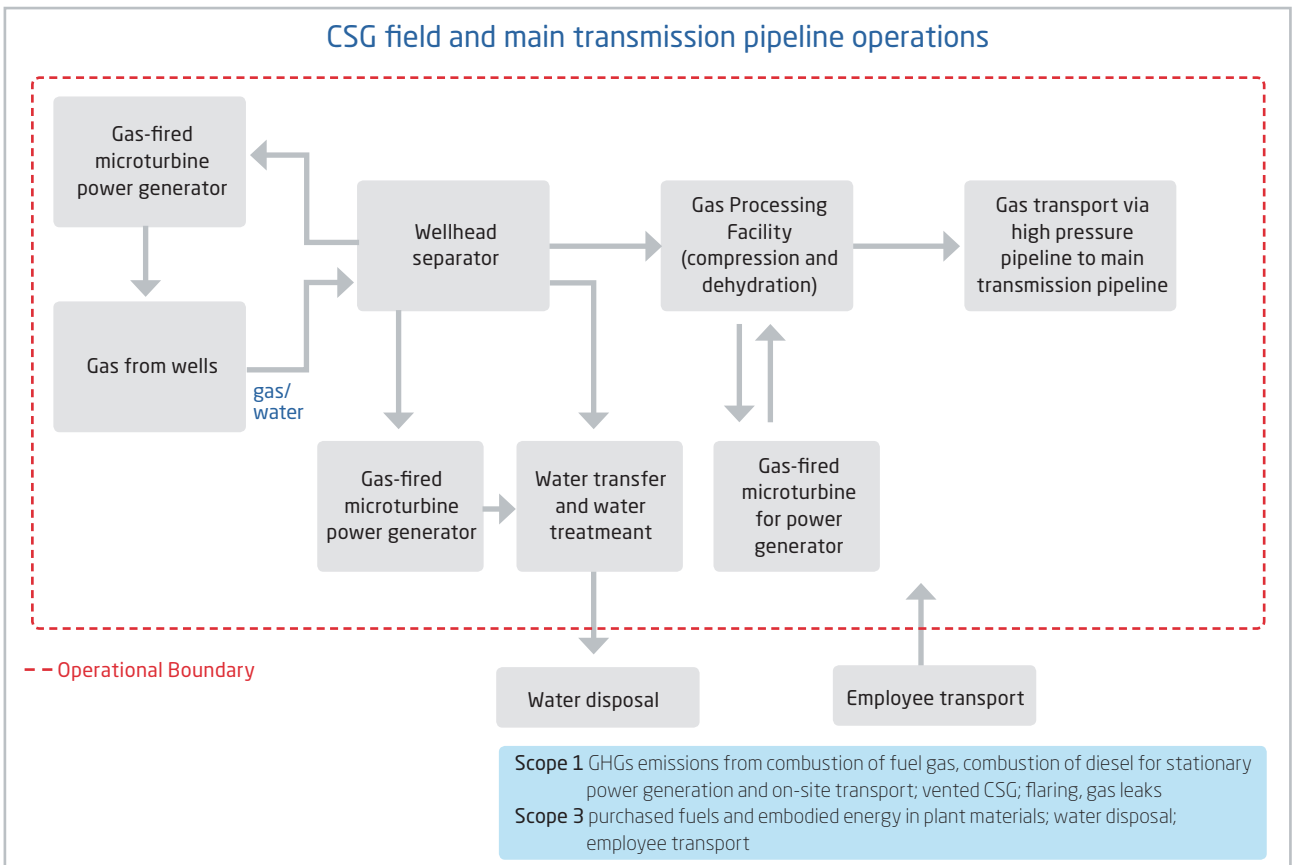 CSG field and main transmission pipeline operations
Gas-fired
microturbine
power generator
Wellhead
separator
Gas Processing
Facility
(compression and
dehydration)
Gas transport via
high pressure
pipeline to main
transmission pipeline
Gas from wells
gas/
water
Gas-fired
microturbine
power generator
Water transfer
and water
treatmeant
Gas-fired
microturbine
for power
generator
Operational Boundary
Water disposal
Employee transport
Scope 1 GHGs emissions from combustion of fuel gas, combustion of diesel for stationary
power generation and on-site transport; vented CSG; flaring, gas leaks
Scope 3 purchased fuels and embodied energy in plant materials; water disposal;
employee transport